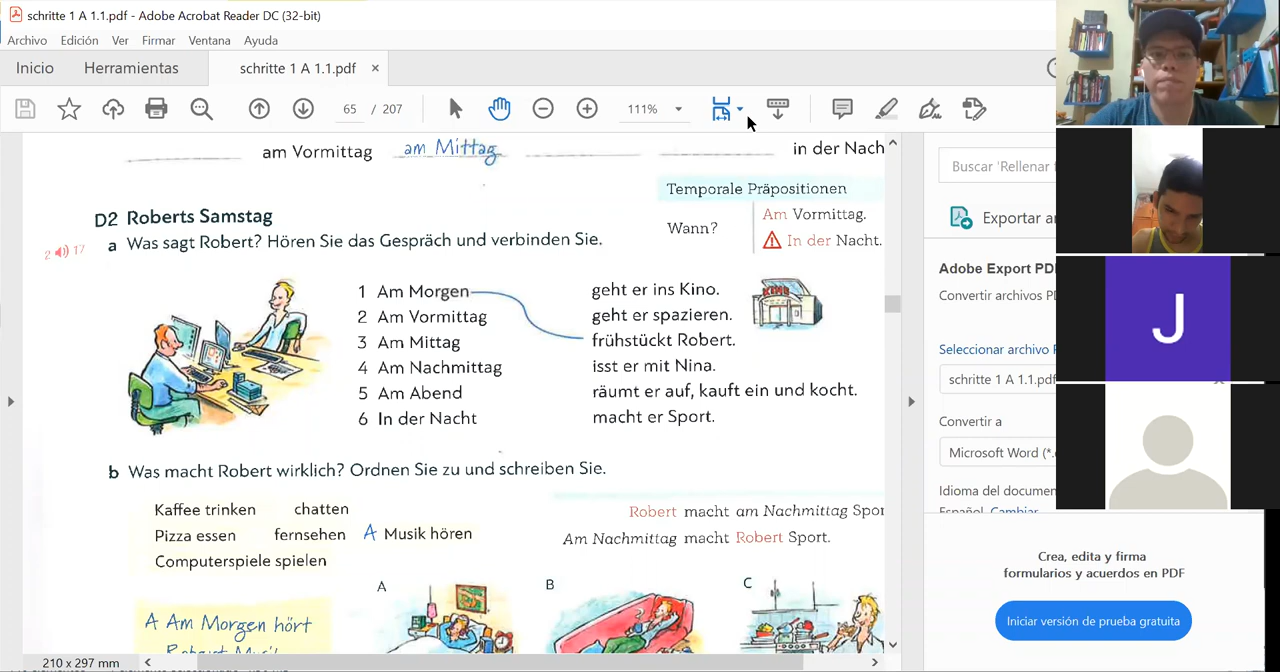 schritte 1 A 1.1.pdf - Adobe Acrobat Reader DC (32-bit)
Archivo Edición Ver Firmar Ventana Ayuda
Inicio Herramientas schritte 1 A 1.1.pdf ×
65 / 207 111%
am Vormittag am Mittag in der Nach
Temporale Präpositionen
Wann? Am Vormittag.
In der Nacht.
D2 Roberts Samstag
a Was sagt Robert? Hören Sie das Gespräch und verbinden Sie.
2 17
1 Am Morgen
2 Am Vormittag
3 Am Mittag
4 Am Nachmittag
5 Am Abend
6 In der Nacht
geht er ins Kino.
geht er spazieren.
frühstückt Robert.
isst er mit Nina.
räumt er auf, kauft ein und kocht.
macht er Sport.
KINO
b Was macht Robert wirklich? Ordnen Sie zu und schreiben Sie.
Kaffee trinken chatten
Pizza essen fernsehen A Musik hören
Computerspiele spielen
Robert macht am Nachmittag Spor
Am Nachmittag macht Robert Sport.
A B C
A Am Morgen hört
210 x 297 mm
Buscar 'Rellenar f
Exportar ar
Adobe Export PD
Convertir archivos PD
Seleccionar archivo
schritte 1 A 1.1.pdf ×
Convertir a
Microsoft Word (*.
Idioma del documen
Español Cambiar
Crea, edita y firma
formularios y acuerdos en PDF
Iniciar versión de prueba gratuita
J